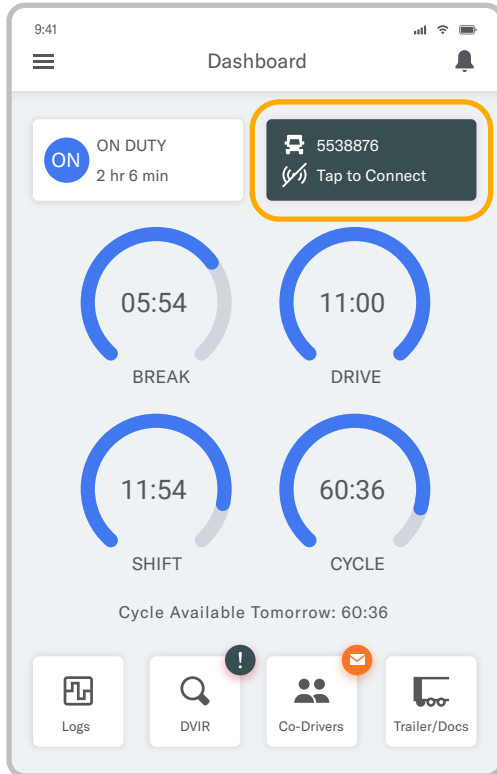 9:41
Dashboard
ON
ON DUTY
2 hr 6 min
5538876
Tap to Connect
05:54
BREAK
11:00
DRIVE
11:54
SHIFT
60:36
CYCLE
Cycle Available Tomorrow: 60:36
!
Logs
DVIR
Co-Drivers
Trailer/Docs